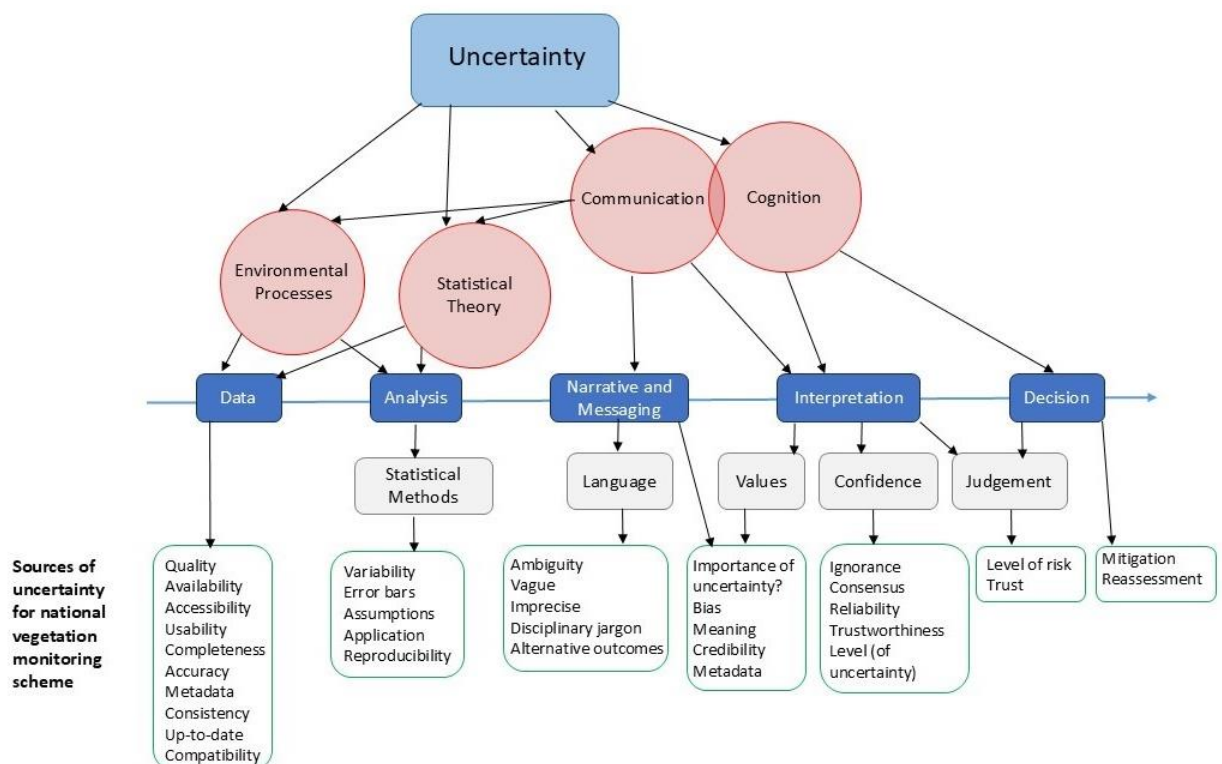 Uncertainty
Communication
Cognition
Environmental
Processes
Statistical
Theory
Data
Analysis
Narrative and
Messaging
Interpretation
Decision
Statistical
Methods
Language
Values
Confidence
Judgement
Sources of
uncertainty
for national
vegetation
monitoring
scheme
Quality
Availability
Accessibility
Usability
Completeness
Accuracy
Metadata
Consistency
Up-to-date
Compatibility
Variability
Error bars
Assumptions
Application
Reproducibility
Ambiguity
Vague
Imprecise
Disciplinary jargon
Alternative outcomes
Importance of
uncertainty?
Bias
Meaning
Credibility
Metadata
Ignorance
Consensus
Reliability
Trustworthiness
Level (of
uncertainty)
Level of risk
Trust
Mitigation
Reassessment